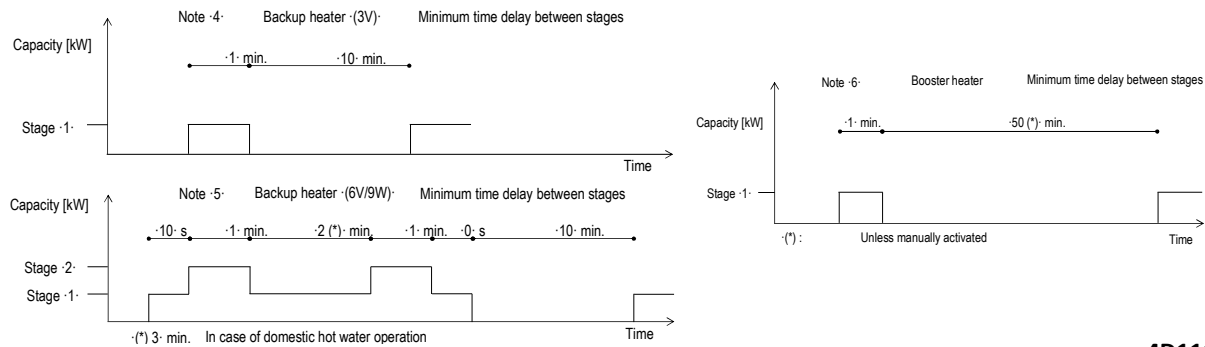 Note ·4· Backup heater ·(3V)· Minimum time delay between stages
Capacity [kW]
·1· min. ·10· min.
Stage ·1·
Time
Note ·5· Backup heater ·(6V/9W)· Minimum time delay between stages
Capacity [kW]
·10· s ·1· min. ·2 (*)· min. ·1· min. ·0· s ·10· min.
Stage ·2·
Stage ·1·
Time
·(*) 3· min. In case of domestic hot water operation
Note ·6· Booster heater Minimum time delay between stages
Capacity [kW]
·1· min. ·50 (*)· min.
Stage ·1·
·(*) : Unless manually activated
Time